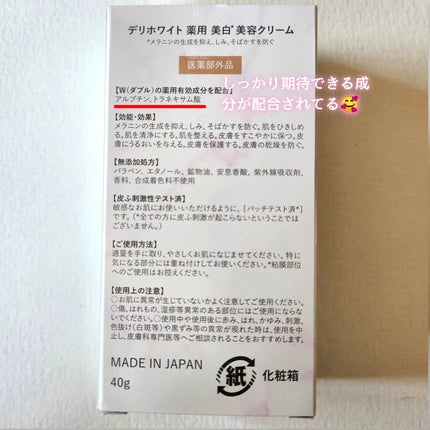 デリホワイト 薬用 美白*美容クリーム
*メラニンの生成を抑え、しみ、そばかすを防ぐ
医薬部外品
【W(ダブル)の薬用有効成分を配合】
アルブチン、トラネキサム酸
しっかり期待できる成
分が配合されてる🥰
【効能・効果】
メラニンの生成を抑え、しみ、そばかすを防ぐ。肌をひきしめ
る。肌を清浄にする。肌を整える。皮膚をすこやかに保つ。皮
膚にうるおいを与える。皮膚を保護する。皮膚の乾燥を防ぐ。
【無添加処方】
パラベン、エタノール、鉱物油、安息香酸、紫外線吸収剤、
香料、合成着色料不使用
【皮ふ刺激性テスト済】
敏感なお肌にお使いいただけるように、[パッチテスト済*]
です。(*全ての方に皮ふ刺激が起こらないということでは
ございません。)
【ご使用方法】
適量を手に取り、やさしくお肌になじませてください。特に
気になる部分には重ね付けしてお使いください。*粘膜部位
へのご使用はお控えください。
【使用上の注意】
○お肌に異常が生じていないかよく注意してご使用ください。
○傷、はれもの、湿疹等異常のある部位にはご使用にならない
でください。○使用中や使用後に赤み、はれ、かゆみ、刺激、
色抜け(白斑等)や黒ずみ等の異常が現れた時は、使用を中
止し、皮膚科専門医等へご相談されることをおすすめします。
MADE IN JAPAN
40g
紙
化粧箱